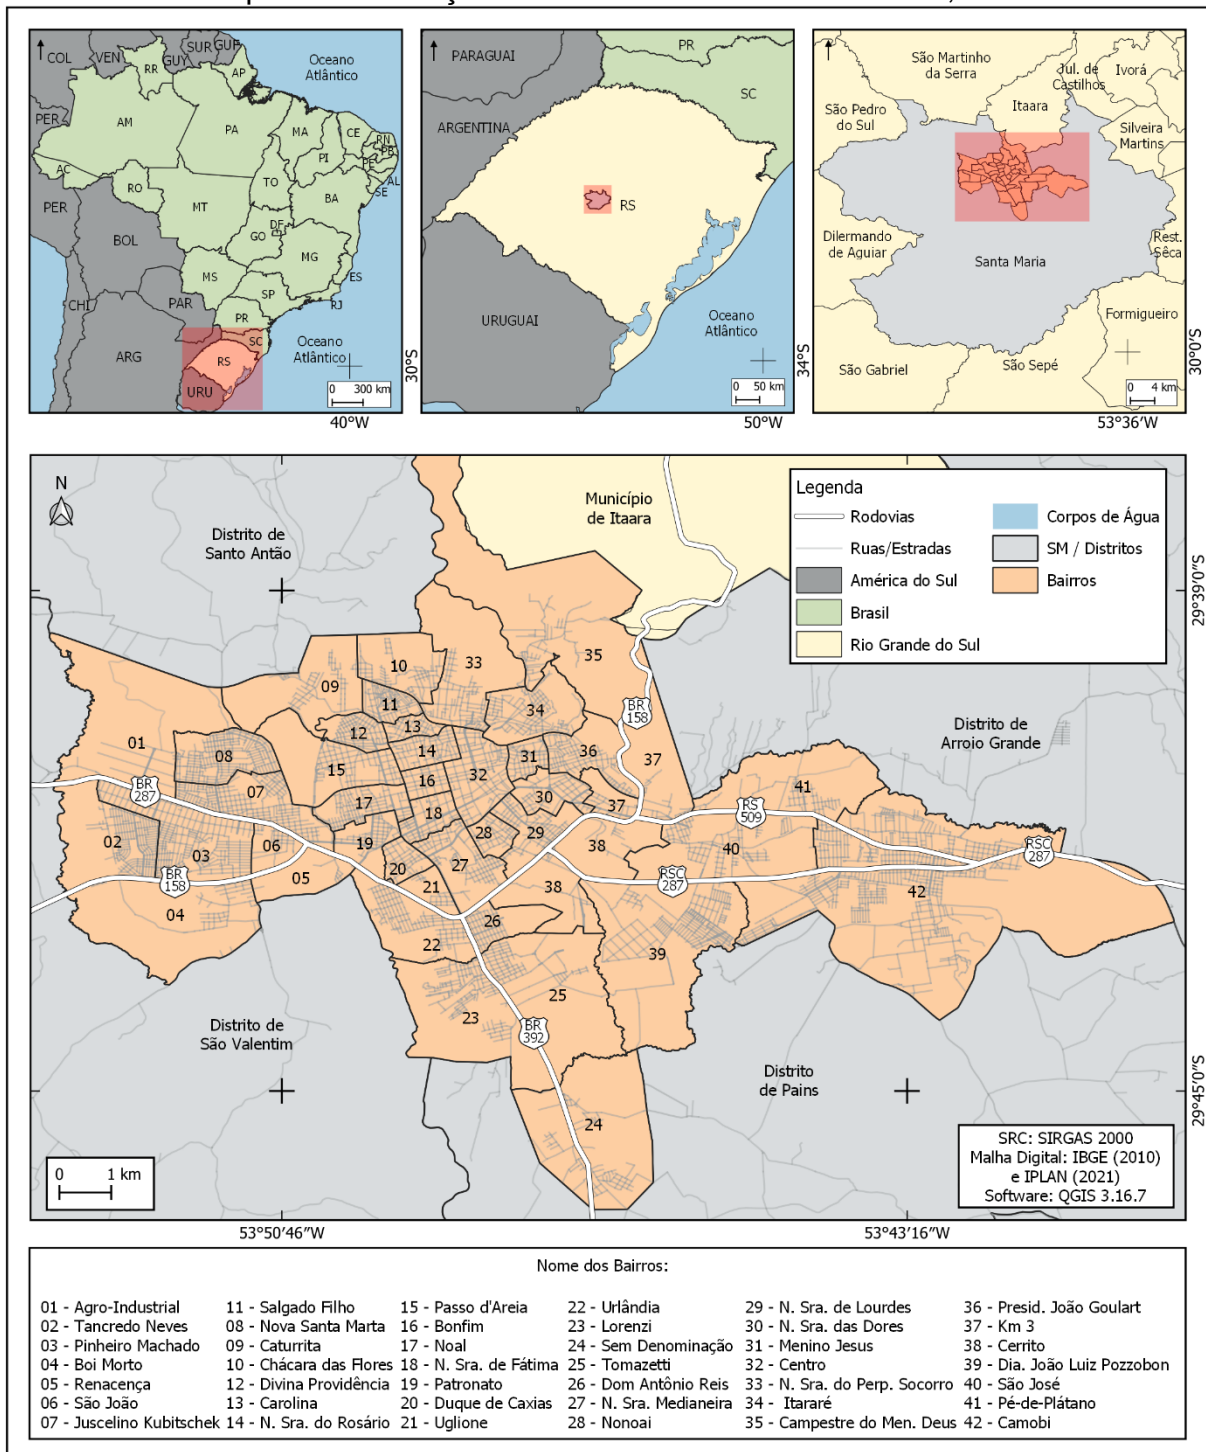 COL
VEN
SUR
GUF
GUY
RR
AP
Oceano
Atlântico
PER
AM
PA
MA
CE
RN
PB
PE
PI
AC
AL
SE
TO
RO
BA
MT
PER
DF
BOL
GO
MG
MS
ES
SP
CHI
PAR
RJ
PR
SC
Oceano
Atlântico
ARG
RS
URU
0 300 km
30°S
40°W
PARAGUAI
PR
SC
ARGENTINA
RS
URUGUAI
Oceano
Atlântico
0 50 km
34°S
50°W
São Martinho
da Serra
Jul. de
Castilhos
Ivorá
Itaara
São Pedro
do Sul
Silveira
Martins
Dilermando
de Aguiar
Rest.
Sêca
Santa Maria
Formigueiro
São Gabriel
São Sepé
0 4 km
30°0'S
53°36'W
N
Distrito de
Santo Antão
Município
de Itaara
Legenda
Rodovias
Corpos de Água
Ruas/Estradas
SM / Distritos
América do Sul
Bairros
Brasil
Rio Grande do Sul
29°39'0"S
10
33
35
09
11
34
BR
158
12
13
Distrito de
Arroio Grande
01
08
14
31
36
37
15
32
16
BR
287
07
30
41
17
37
RS
509
18
28
29
02
03
06
19
38
40
RSC
287
27
20
BR
158
05
21
38
RSC
287
42
04
26
22
39
25
23
Distrito de
São Valentim
BR
392
Distrito
de Pains
29°45'0"S
24
0 1 km
SRC: SIRGAS 2000
Malha Digital: IBGE (2010)
e IPLAN (2021)
Software: QGIS 3.16.7
53°50'46"W
53°43'16"W
Nome dos Bairros:
01 - Agro-Industrial 11 - Salgado Filho 15 - Passo d'Areia 22 - Urlândia 29 - N. Sra. de Lourdes 36 - Presid. João Goulart
02 - Tancredo Neves 08 - Nova Santa Marta 16 - Bonfim 23 - Lorenzi 30 - N. Sra. das Dores 37 - Km 3
03 - Pinheiro Machado 09 - Caturrita 17 - Noal 24 - Sem Denominação 31 - Menino Jesus 38 - Cerrito
04 - Boi Morto 10 - Chácara das Flores 18 - N. Sra. de Fátima 25 - Tomazetti 32 - Centro 39 - Dia. João Luiz Pozzobon
05 - Renacença 12 - Divina Providência 19 - Patronato 26 - Dom Antônio Reis 33 - N. Sra. do Perp. Socorro 40 - São José
06 - São João 13 - Carolina 20 - Duque de Caxias 27 - N. Sra. Medianeira 34 - Itararé 41 - Pé-de-Plátano
07 - Juscelino Kubitschek 14 - N. Sra. do Rosário 21 - Uglione 28 - Nonoai 35 - Campestre do Men. Deus 42 - Camobi